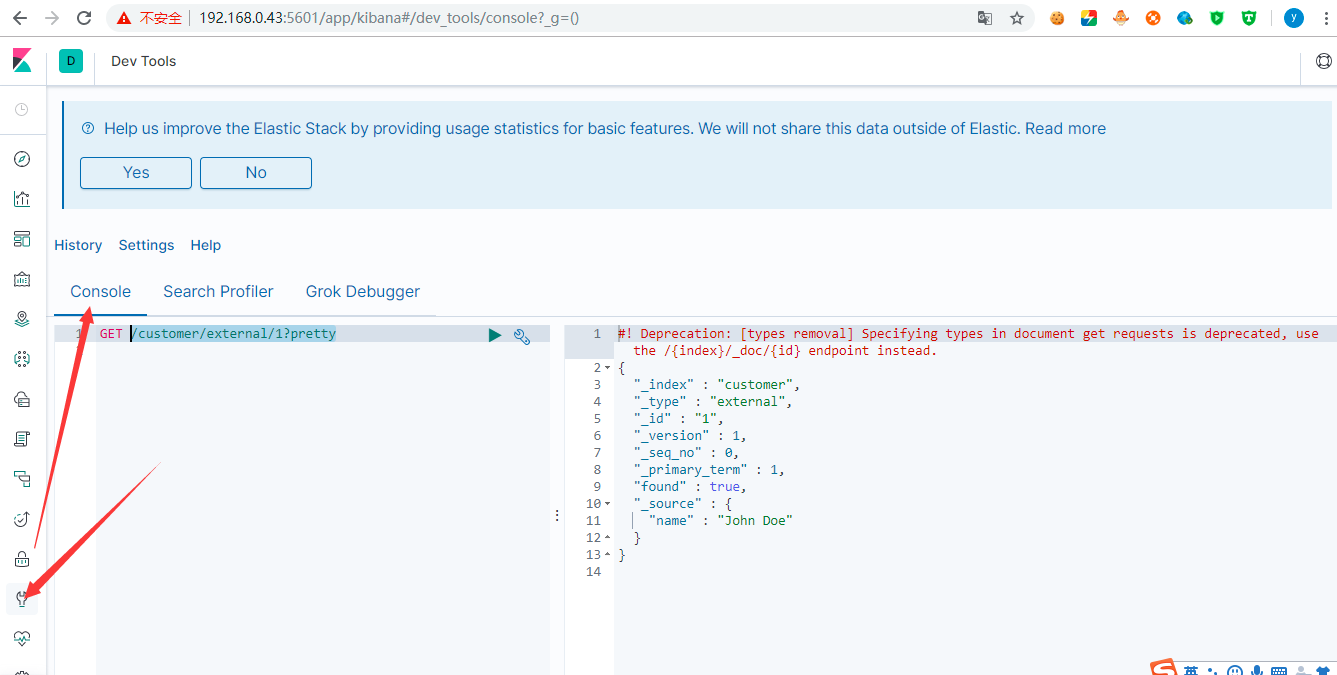 不安全 192.168.0.43:5601/app/kibana#/dev_tools/console?_g=()
y
D Dev Tools
Help us improve the Elastic Stack by providing usage statistics for basic features. We will not share this data outside of Elastic. Read more
Yes No
History Settings Help
Console Search Profiler Grok Debugger
1 GET /customer/external/1?pretty
1 #! Deprecation: [types removal] Specifying types in document get requests is deprecated, use
the /{index}/_doc/{id} endpoint instead.
2 {
3 "_index" : "customer",
4 "_type" : "external",
5 "_id" : "1",
6 "_version" : 1,
7 "_seq_no" : 0,
8 "_primary_term" : 1,
9 "found" : true,
10 "_source" : {
11 "name" : "John Doe"
12 }
13 }
14
英